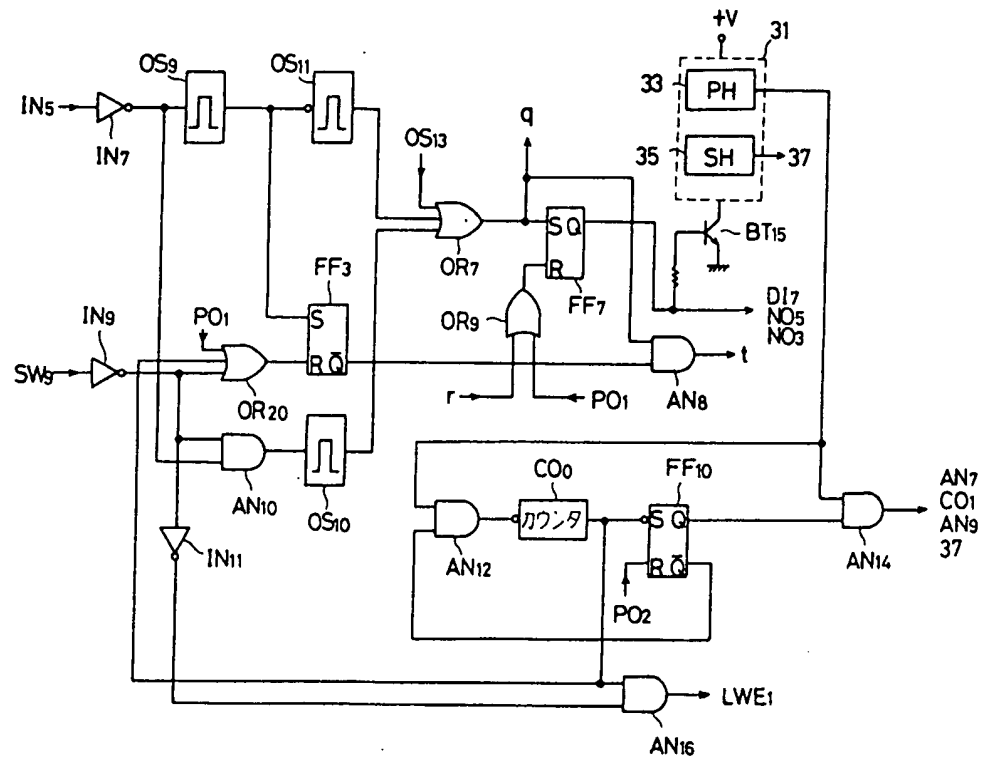 +V
31
OS9
OS11
33
PH
IN5
q
35
SH
37
IN7
OS13
S Q
BT15
OR7
R
FF3
FF7
DI7
IN9
PO1
S
OR9
NO5
NO3
SW9
R Q̅
t
OR20
r
PO1
AN8
AN10
CO0
FF10
AN7
OS10
カウンタ
S Q
CO1
AN9
IN11
AN12
R Q̅
AN14
37
PO2
LWE1
AN16